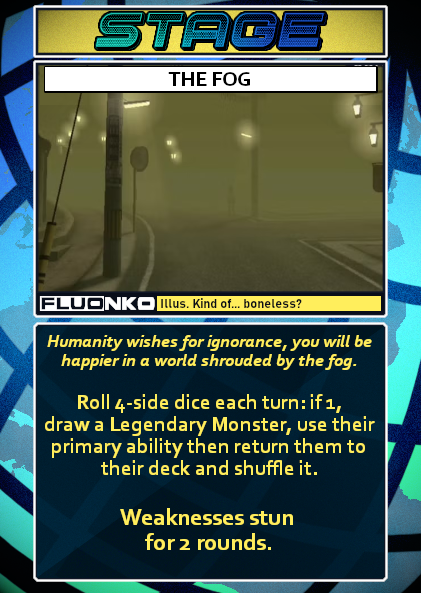 STAGE
THE FOG
FLUONKO
Illus. Kind of... boneless?
Humanity wishes for ignorance, you will be
happier in a world shrouded by the fog.
Roll 4-side dice each turn: if 1,
draw a Legendary Monster, use their
primary ability then return them to
their deck and shuffle it.
Weaknesses stun
for 2 rounds.